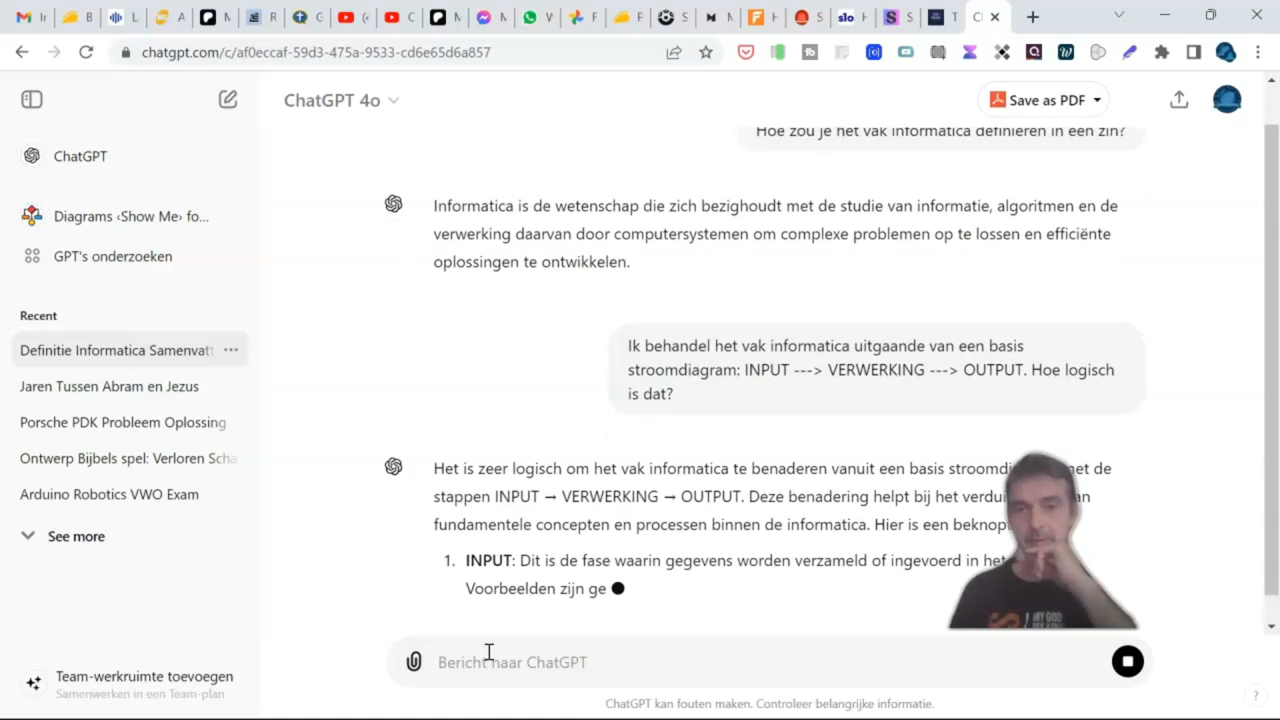 chatgpt.com/c/af0eccaf-59d3-475a-9533-cd6e65d6a857
ChatGPT 4o
Save as PDF
ChatGPT
Diagrams ‹Show Me› fo...
GPT's onderzoeken
Recent
Definitie Informatica Samenvatt
Jaren Tussen Abram en Jezus
Porsche PDK Probleem Oplossing
Ontwerp Bijbels spel: Verloren Scha
Arduino Robotics VWO Exam
See more
Team-werkruimte toevoegen
Samenwerken in een Team-plan
Hoe zou je het vak informatica definieren in een zin?
Informatica is de wetenschap die zich bezighoudt met de studie van informatie, algoritmen en de
verwerking daarvan door computersystemen om complexe problemen op te lossen en efficiënte
oplossingen te ontwikkelen.
Ik behandel het vak informatica uitgaande van een basis
stroomdiagram: INPUT ---> VERWERKING ---> OUTPUT. Hoe logisch
is dat?
Het is zeer logisch om het vak informatica te benaderen vanuit een basis stroomdi met de
stappen INPUT → VERWERKING → OUTPUT. Deze benadering helpt bij het verdui an
fundamentele concepten en processen binnen de informatica. Hier is een beknop
1. INPUT: Dit is de fase waarin gegevens worden verzameld of ingevoerd in het
Voorbeelden zijn ge
MY GOD
Bericht naar ChatGPT
ChatGPT kan fouten maken. Controleer belangrijke informatie.
?